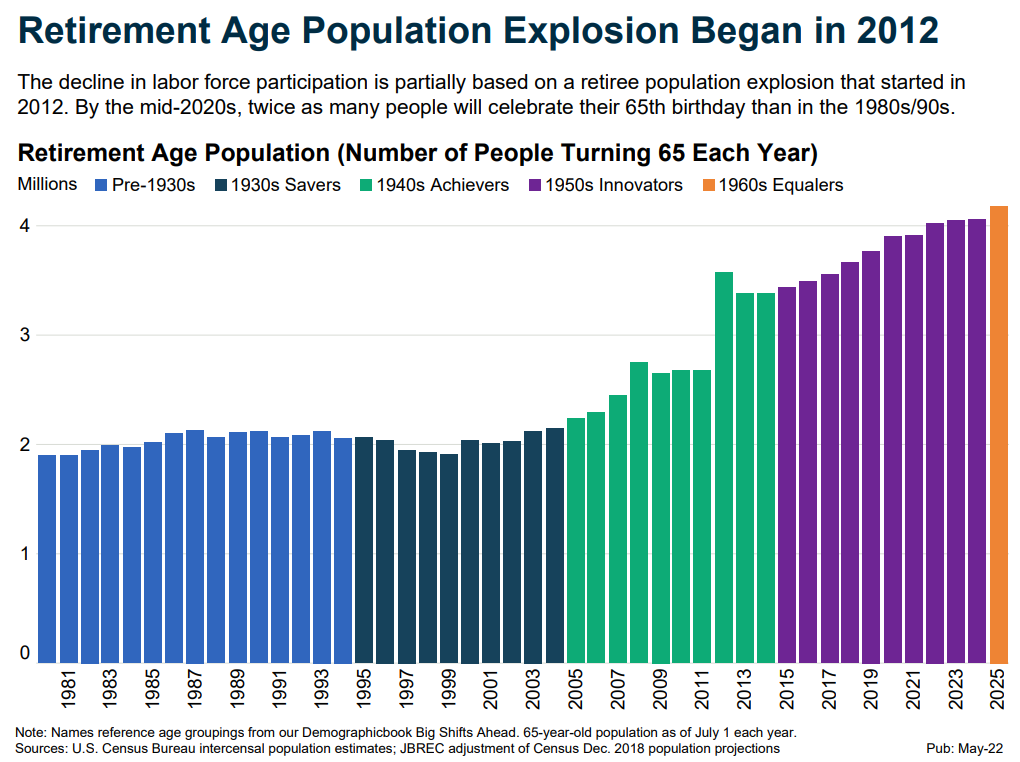 Retirement Age Population Explosion Began in 2012
The decline in labor force participation is partially based on a retiree population explosion that started in
2012. By the mid-2020s, twice as many people will celebrate their 65th birthday than in the 1980s/90s.
Retirement Age Population (Number of People Turning 65 Each Year)
Millions Pre-1930s 1930s Savers 1940s Achievers 1950s Innovators 1960s Equalers
4
3
2
1
0
1981 1983 1985 1987 1989 1991 1993 1995 1997 1999 2001 2003 2005 2007 2009 2011 2013 2015 2017 2019 2021 2023 2025
Note: Names reference age groupings from our Demographicbook Big Shifts Ahead. 65-year-old population as of July 1 each year.
Sources: U.S. Census Bureau intercensal population estimates; JBREC adjustment of Census Dec. 2018 population projections Pub: May-22